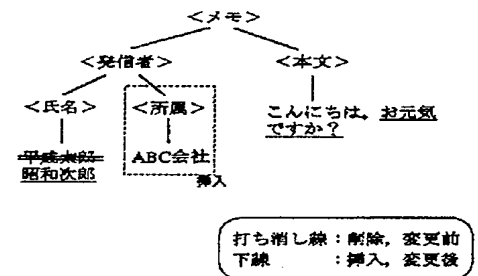 <メモ>
<発信者> <本文>
<氏名> <所属> こんにちは。お元気
ですか?
平成太郎 ABC会社
昭和次郎 挿入
打ち消し線:削除,変更前
下線 :挿入,変更後